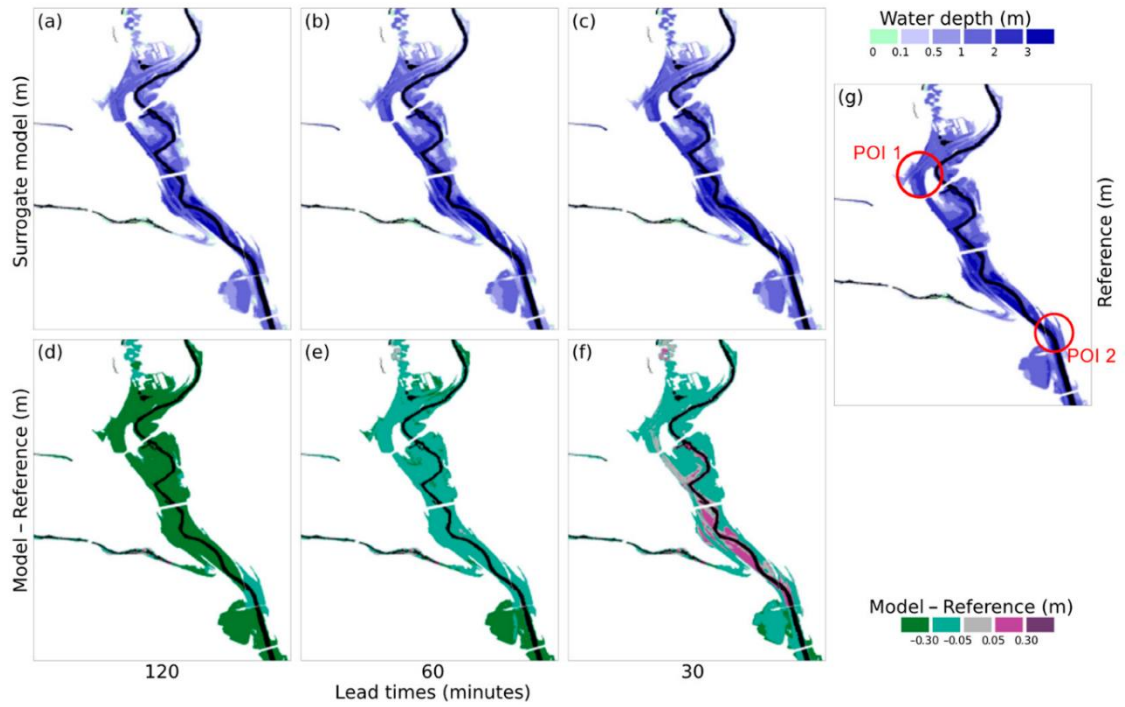 (a)
(b)
(c)
Water depth (m)
0 0.1 0.5 1 2 3
Surrogate model (m)
(g)
POI 1
POI 2
Reference (m)
(d)
(e)
(f)
Model – Reference (m)
Model – Reference (m)
−0.30 −0.05 0.05 0.30
120 60 30
Lead times (minutes)